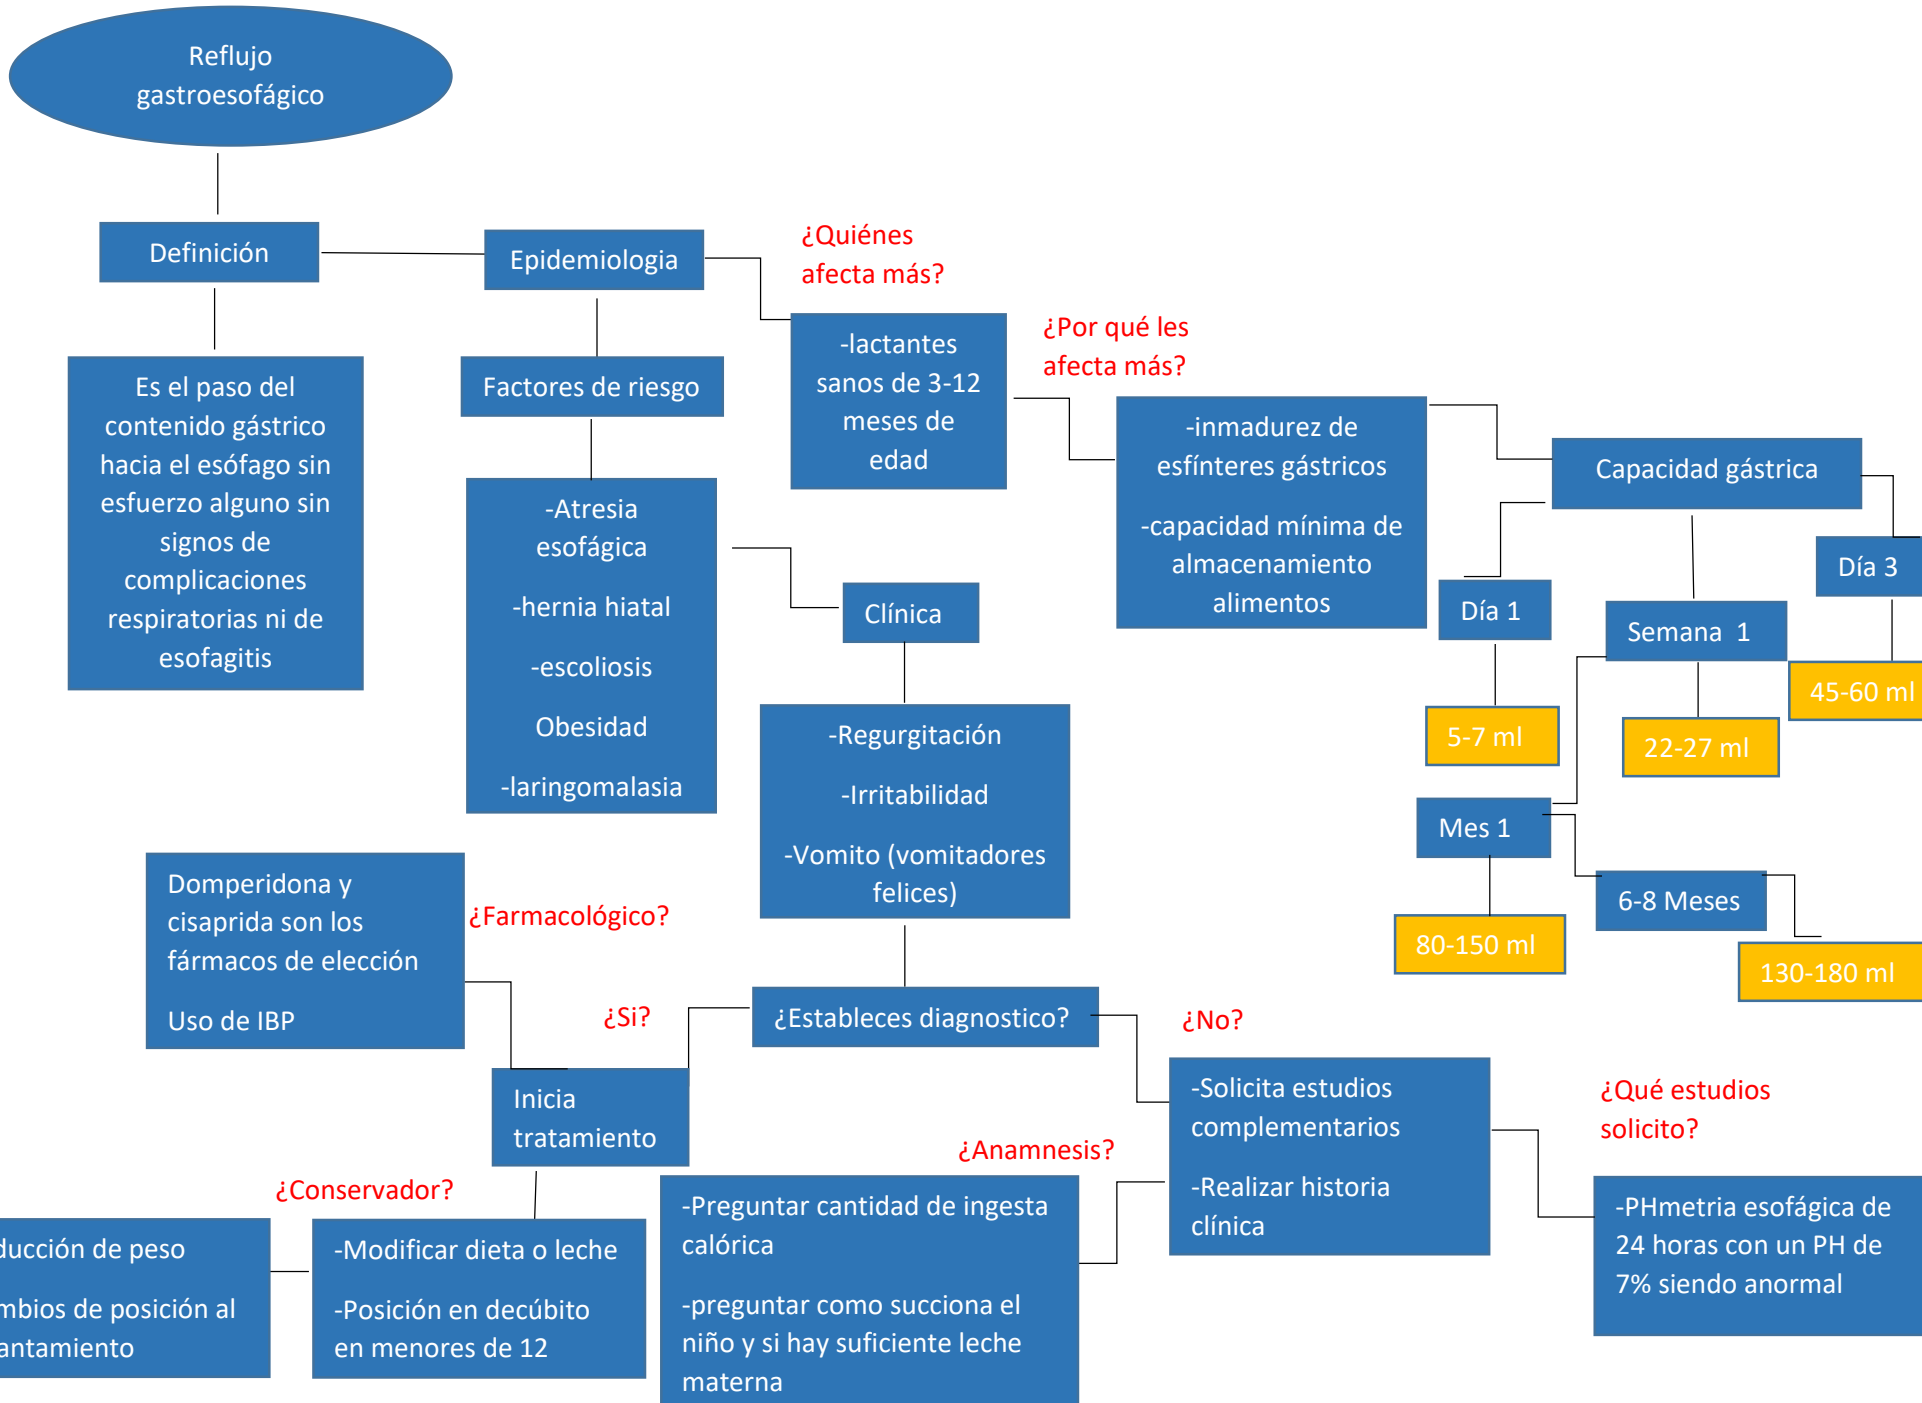 Reflujo
gastroesofágico
Definición
Epidemiologia
¿Quiénes
afecta más?
Es el paso del
contenido gástrico
hacia el esófago sin
esfuerzo alguno sin
signos de
complicaciones
respiratorias ni de
esofagitis
Factores de riesgo
-lactantes
sanos de 3-12
meses de
edad
¿Por qué les
afecta más?
-inmadurez de
esfínteres gástricos
-capacidad mínima de
almacenamiento
alimentos
Capacidad gástrica
Día 1
5-7 ml
Semana 1
22-27 ml
Día 3
45-60 ml
Mes 1
80-150 ml
6-8 Meses
130-180 ml
-Atresia
esofágica
-hernia hiatal
-escoliosis
Obesidad
-laringomalasia
Clínica
-Regurgitación
-Irritabilidad
-Vomito (vomitadores
felices)
¿Estableces diagnostico?
¿Si?
Inicia
tratamiento
¿Farmacológico?
Domperidona y
cisaprida son los
fármacos de elección
Uso de IBP
¿Conservador?
-Modificar dieta o leche
-Posición en decúbito
en menores de 12
de peso
de posición al
¿No?
-Solicita estudios
complementarios
-Realizar historia
clínica
¿Anamnesis?
-Preguntar cantidad de ingesta
calórica
-preguntar como succiona el
niño y si hay suficiente leche
materna
¿Qué estudios
solicito?
-PHmetria esofágica de
24 horas con un PH de
7% siendo anormal